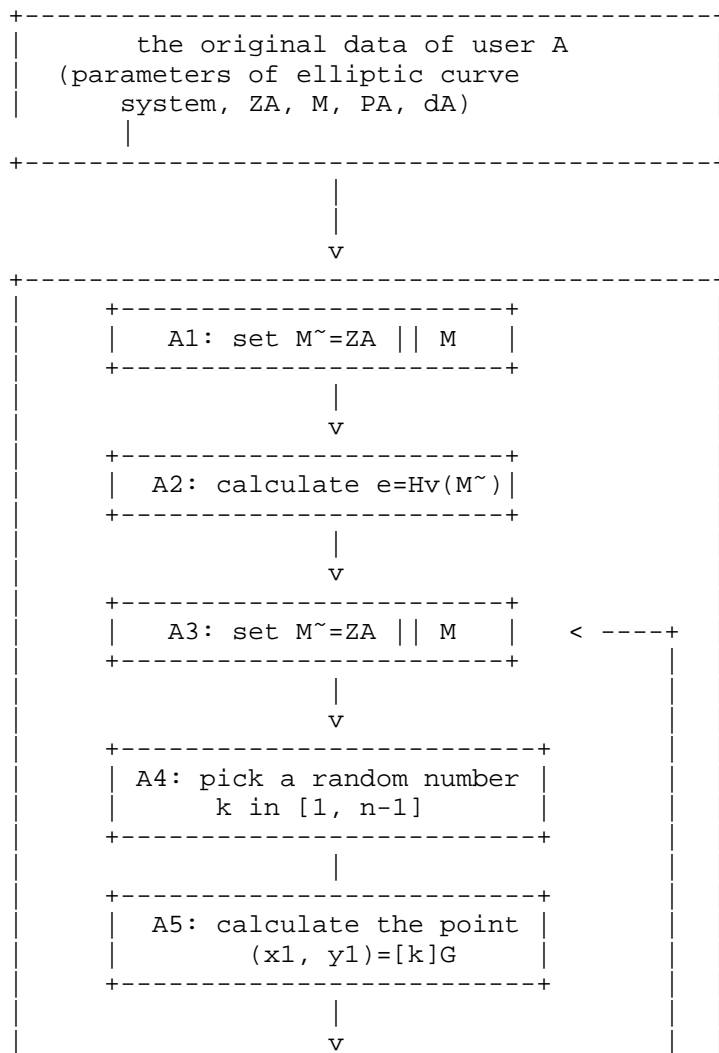 the original data of user A
(parameters of elliptic curve
system, ZA, M, PA, dA)
A1: set M~=ZA || M
A2: calculate e=Hv(M~)
A3: set M~=ZA || M
A4: pick a random number
k in [1, n-1]
A5: calculate the point
(x1, y1)=[k]G